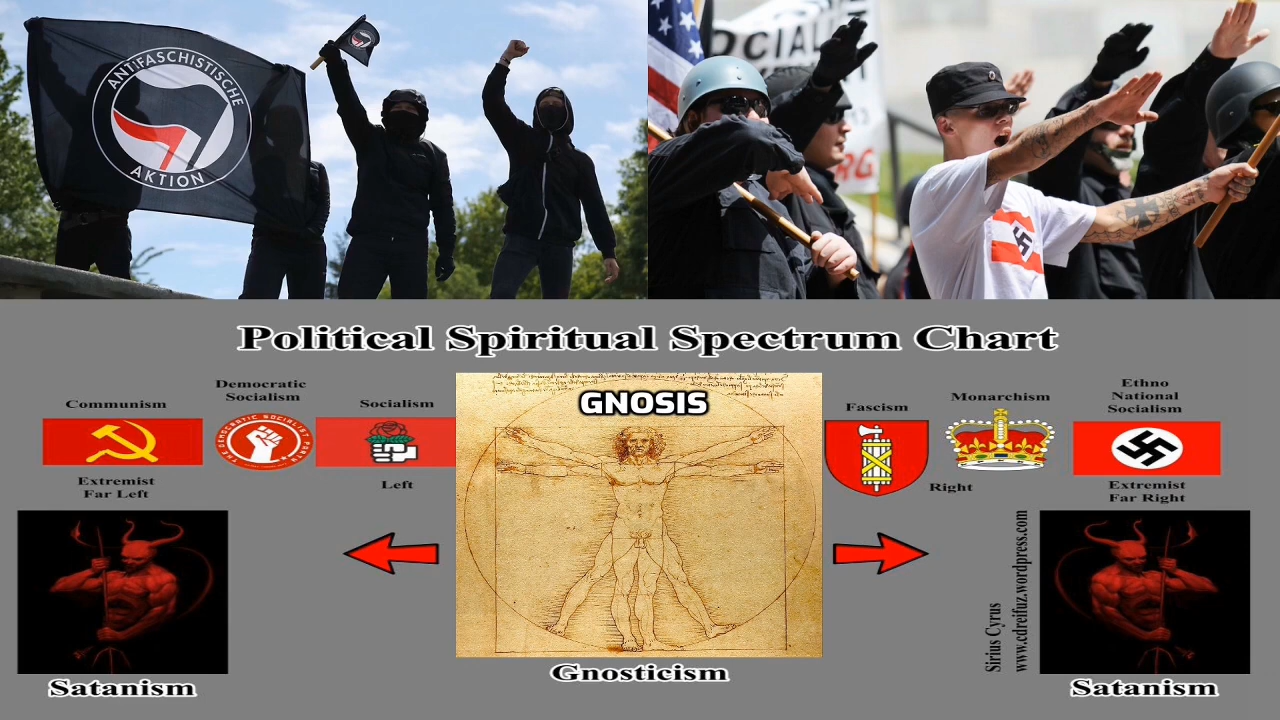 ANTIFASCHISTISCHE
AKTION
Political Spiritual Spectrum Chart
Communism
Democratic
Socialism
Socialism
GNOSIS
Fascism
Monarchism
Ethno
National
Socialism
Extremist
Far Left
Left
Right
Extremist
Far Right
Satanism
Gnosticism
Sirius Cyrus
www.cdreifuz.wordpress.com
Satanism